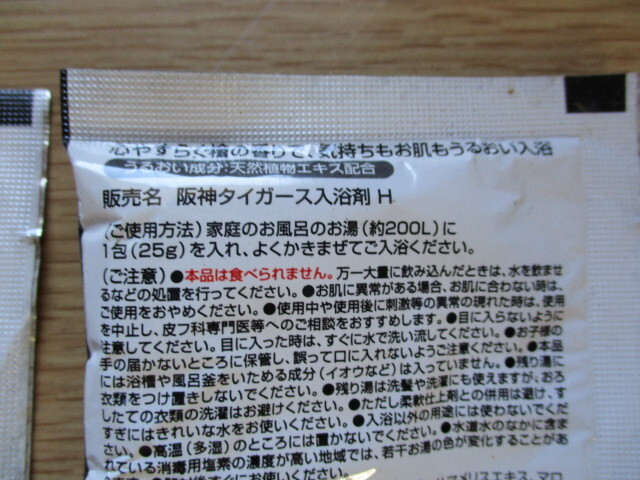 心やすらぐ檜の香りで、気持ちもお肌もうるおい入浴
うるおい成分：天然植物エキス配合
販売名 阪神タイガース入浴剤 H
(ご使用方法)家庭のお風呂のお湯(約200L)に
1包(25g)を入れ、よくかきまぜてご入浴ください。
(ご注意)●本品は食べられません。万一大量に飲み込んだときは、水を飲ませ
るなどの処置を行ってください。●お肌に異常がある場合、お肌に合わない時は、
ご使用をおやめください。●使用中や使用後に刺激等の異常の現れた時は、使用
を中止し、皮フ科専門医等へのご相談をおすすめします。●目に入らないように
注意してください。目に入った時は、すぐに水で洗い流してください。●お子様の
手の届かないところに保管し、誤って口に入れないようご注意ください。●本品
には浴槽や風呂釜をいためる成分(イオウなど)は入っていません。●残り湯に
衣類をつけ置きしないでください。●残り湯は洗髪や洗濯にも使えますが、おろ
したての衣類の洗濯はお避けください。●ただし柔軟仕上剤との併用は避け、す
すぎにはきれいな水をお使いください。●入浴以外の用途には使わないでくだ
さい。●高温(多湿)のところには置かないでください。●水道水のなかに含ま
れている消毒用塩素の濃度が高い地域では、若干お湯の色が変化することがあ
後すぐにお使いください。
メリスエキス、マロ